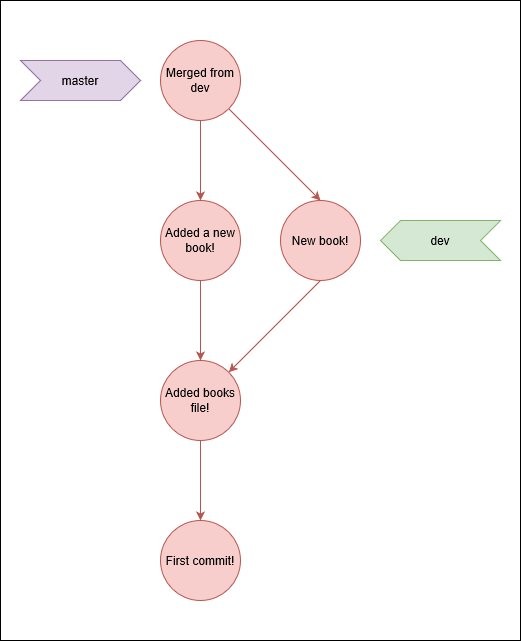 master
Merged from
dev
Added a new
book!
New book!
dev
Added books
file!
First commit!